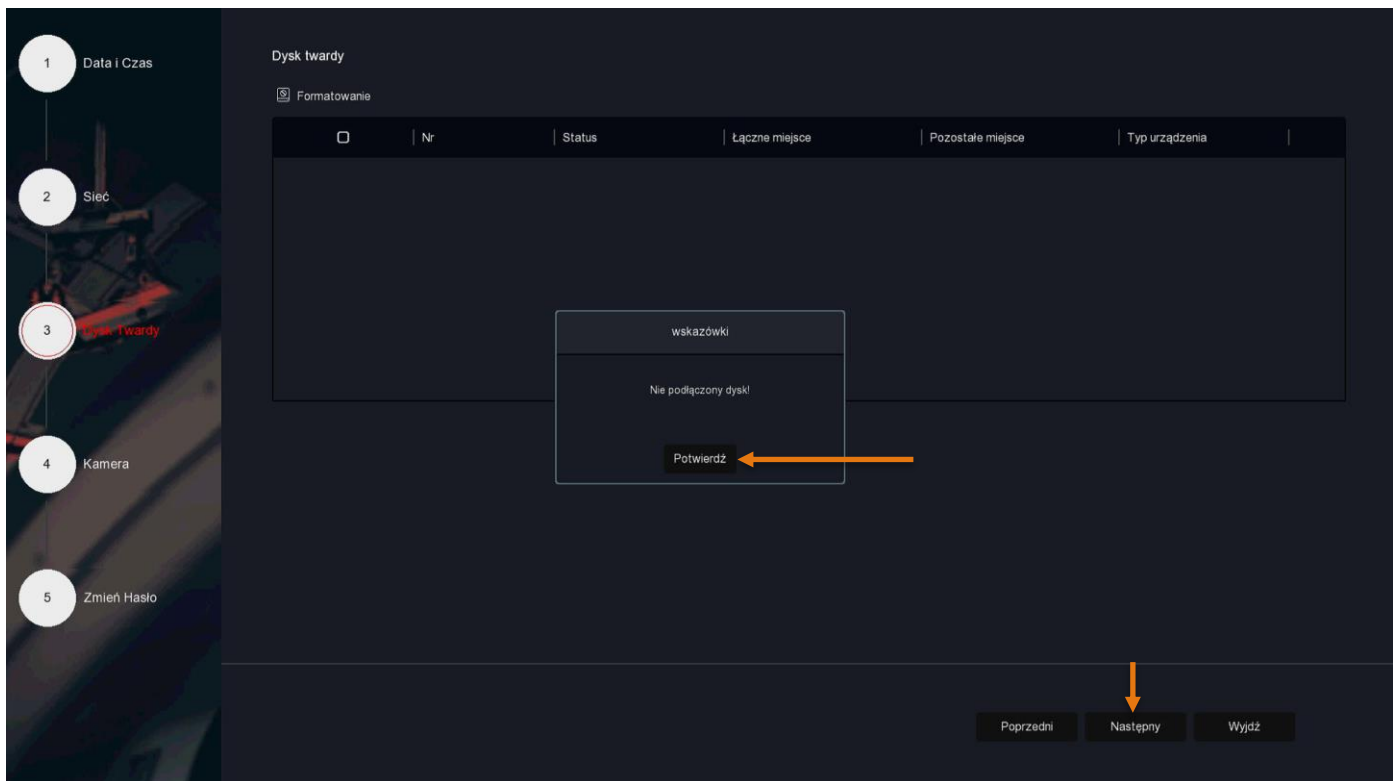 1 Data i Czas
2 Sieć
3 Dysk Twardy
4 Kamera
5 Zmień Hasło
Dysk twardy
Formatowanie
Nr Status Łączne miejsce Pozostałe miejsce Typ urządzenia
wskazówki
Nie podłączony dysk!
Potwierdź
Poprzedni Następny Wyjdź